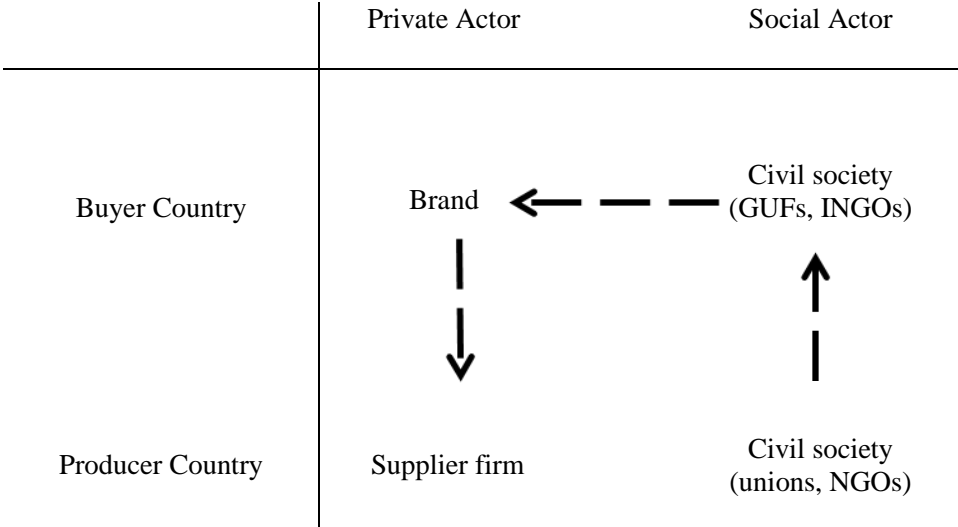 Private Actor
Social Actor
Buyer Country
Brand
Civil society
(GUFs, INGOs)
Producer Country
Supplier firm
Civil society
(unions, NGOs)